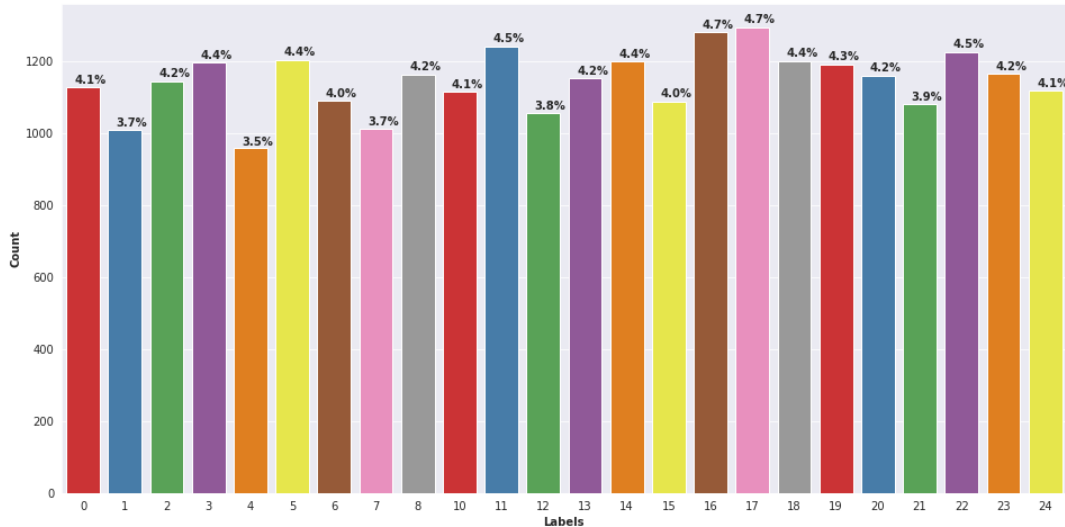 4.7% 4.7%
4.5% 4.5%
4.4% 4.4% 4.4% 4.4% 4.3%
1200
4.1% 4.2% 4.2% 4.1% 4.2% 4.2% 4.2% 4.1%
4.0% 3.8% 4.0% 3.9%
3.7% 3.7%
1000
3.5%
800
600
400
200
0
0 1 2 3 4 5 6 7 8 10 11 12 13 14 15 16 17 18 19 20 21 22 23 24
Count
Labels